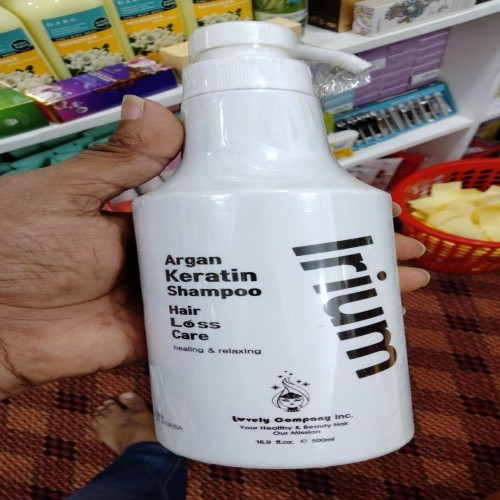 Argan
Keratin
Shampoo
Hair
Loss
Care
healing & relaxing
Irium
Lovely Company Inc.
Your Healthy & Beauty Hair
Our Mission
16.9 fl.oz. ℮ 500ml